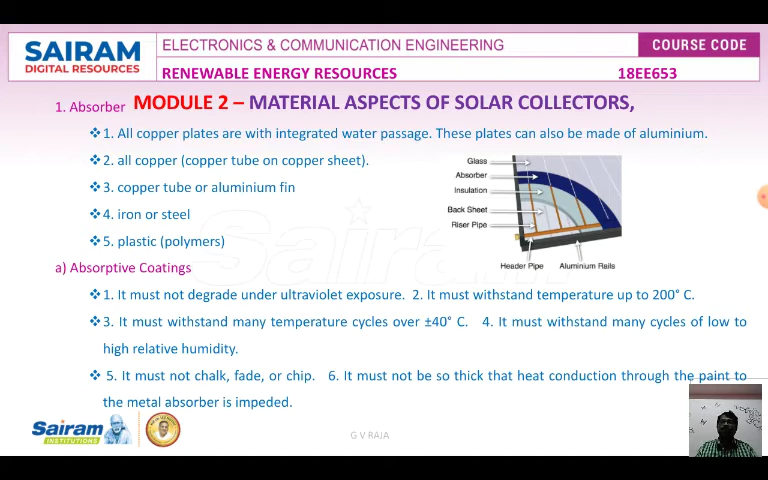 SAIRAM
DIGITAL RESOURCES
ELECTRONICS & COMMUNICATION ENGINEERING
COURSE CODE
RENEWABLE ENERGY RESOURCES
18EE653
1. Absorber
MODULE 2 – MATERIAL ASPECTS OF SOLAR COLLECTORS,
❖1. All copper plates are with integrated water passage. These plates can also be made of aluminium.
❖2. all copper (copper tube on copper sheet).
❖3. copper tube or aluminium fin
❖4. iron or steel
❖5. plastic (polymers)
Glass
Absorber
Insulation
Back Sheet
Riser Pipe
Header Pipe
Aluminium Rails
Sairam
a) Absorptive Coatings
❖1. It must not degrade under ultraviolet exposure. 2. It must withstand temperature up to 200° C.
❖3. It must withstand many temperature cycles over ±40° C. 4. It must withstand many cycles of low to
high relative humidity.
❖ 5. It must not chalk, fade, or chip. 6. It must not be so thick that heat conduction through the paint to
the metal absorber is impeded.
Sairam
INSTITUTIONS
G V RAJA